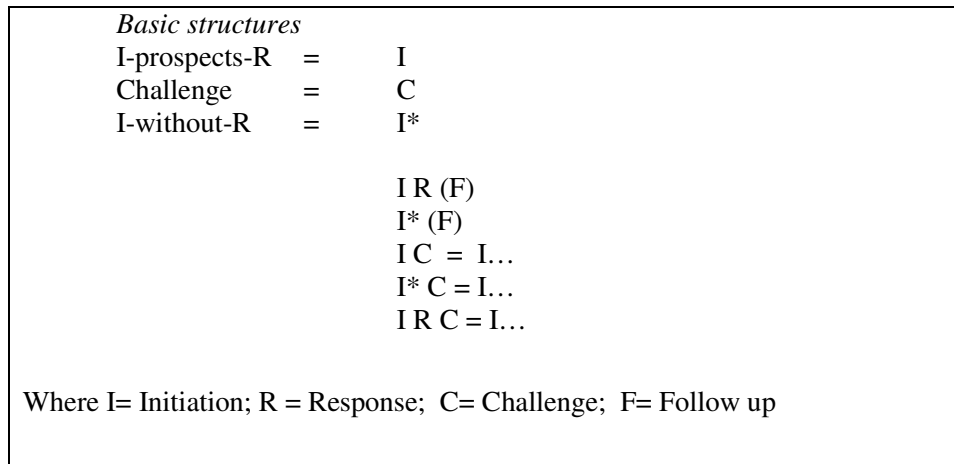 Basic structures
I-prospects-R = I
Challenge = C
I-without-R = I*
I R (F)
I* (F)
I C = I…
I* C = I…
I R C = I…
Where I= Initiation; R = Response; C= Challenge; F= Follow up